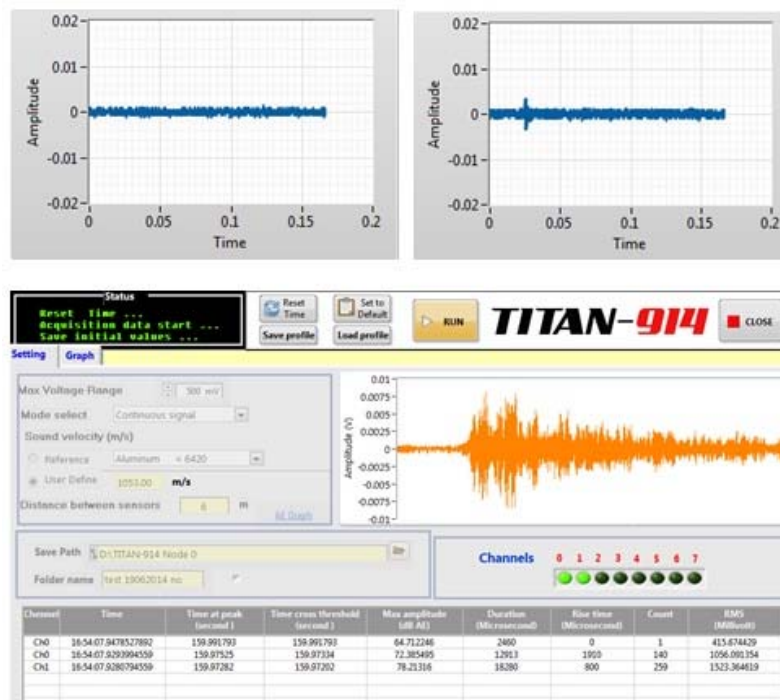 0.02
0.01
0
-0.01
-0.02
Amplitude
0 0.05 0.1 0.15 0.2
Time
0.02
0.01
0
-0.01
-0.02
Amplitude
0 0.05 0.1 0.15 0.2
Time
Status
Reset Time ...
Acquisition data start ...
Save initial values ...
Reset Time
Set to Default
Save profile
Load profile
RUN
TITAN-914
CLOSE
Setting Graph
Max Voltage Range 500 mV
Mode select Continuous signal
Sound velocity (m/s)
Reference Aluminum = 6420
User Define 1053.00 m/s
Distance between sensors 6 m
All Graph
0.01
0.0075
0.005
0.0025
0
-0.0025
-0.005
-0.0075
-0.01
Amplitude (V)
Save Path D:\TITAN-914 Node 0
Folder name test 19062014 no
Channels 0 1 2 3 4 5 6 7
Channel Time Time at peak (second ) Time cross threshold (second ) Max amplitude (dB AE) Duration (Microsecond) Rise time (Microsecond) Count RMS (Millivolt)
Ch0 16:54:07.9478527892 159.991793 159.991793 64.712246 2460 0 1 415.674429
Ch0 16:54:07.9293994559 159.97525 159.97334 72.385495 12913 1910 140 1056.091354
Ch1 16:54:07.9280794559 159.97282 159.97202 78.21316 18280 800 259 1523.364619